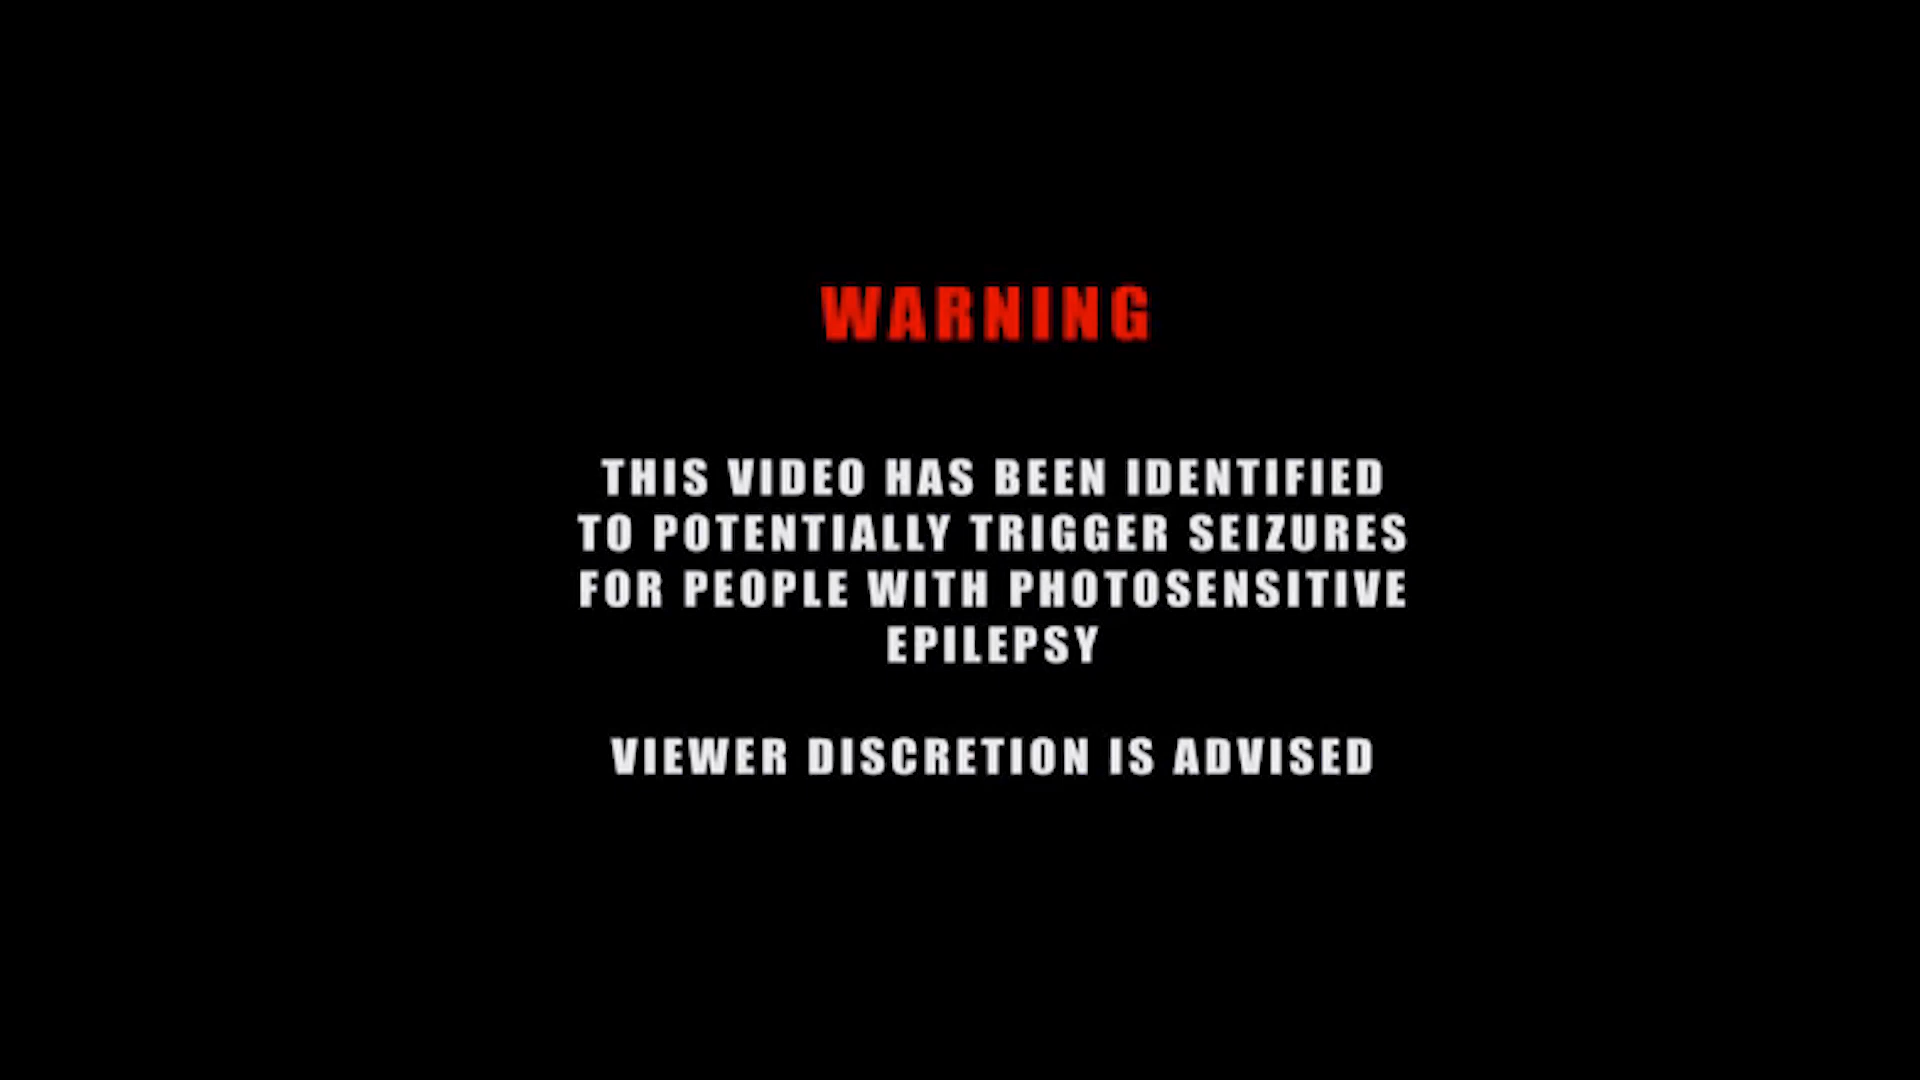 WARNING
THIS VIDEO HAS BEEN IDENTIFIED
TO POTENTIALLY TRIGGER SEIZURES
FOR PEOPLE WITH PHOTOSENSITIVE
EPILEPSY
VIEWER DISCRETION IS ADVISED